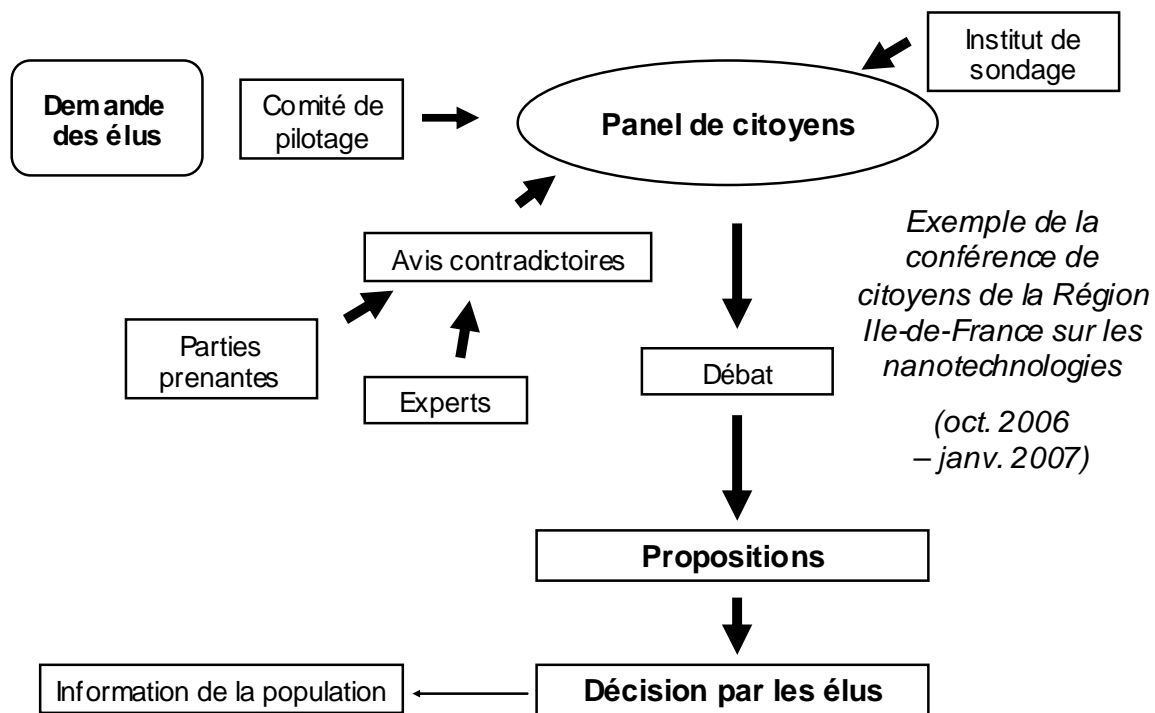 Institut de
sondage
Demande
des élus
Comité de
pilotage
Panel de citoyens
Avis contradictoires
Exemple de la
conférence de
citoyens de la Région
Ile-de-France sur les
nanotechnologies
(oct. 2006
– janv. 2007)
Parties
prenantes
Experts
Débat
Propositions
Décision par les élus
Information de la population